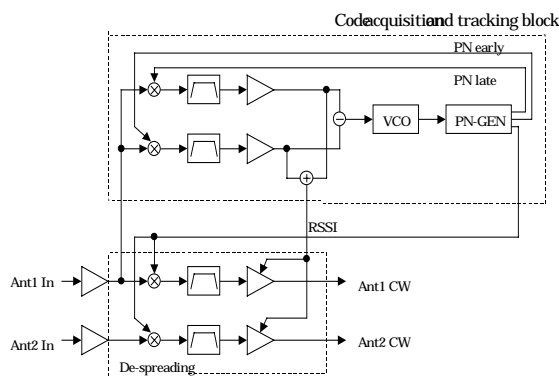 Code acquisition and tracking block
PN early
PN late
VCO
PN-GEN
RSSI
Ant1 In
Ant1 CW
Ant2 In
Ant2 CW
De-spreading